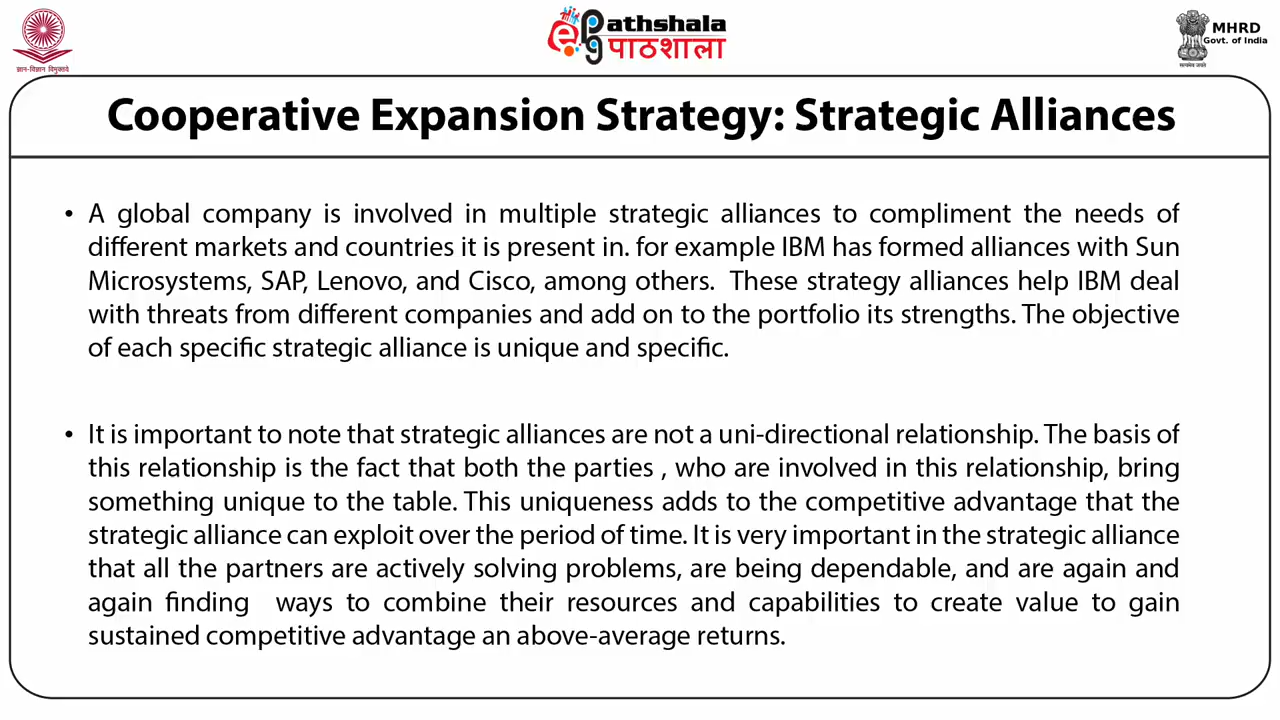 ज्ञान-विज्ञान विमुक्तये
ePathshala
पाठशाला
MHRD
Govt. of India
सत्यमेव जयते
Cooperative Expansion Strategy: Strategic Alliances
• A global company is involved in multiple strategic alliances to compliment the needs of
different markets and countries it is present in. for example IBM has formed alliances with Sun
Microsystems, SAP, Lenovo, and Cisco, among others.  These strategy alliances help IBM deal
with threats from different companies and add on to the portfolio its strengths. The objective
of each specific strategic alliance is unique and specific.
• It is important to note that strategic alliances are not a uni-directional relationship. The basis of
this relationship is the fact that both the parties , who are involved in this relationship, bring
something unique to the table. This uniqueness adds to the competitive advantage that the
strategic alliance can exploit over the period of time. It is very important in the strategic alliance
that all the partners are actively solving problems, are being dependable, and are again and
again finding  ways to combine their resources and capabilities to create value to gain
sustained competitive advantage an above-average returns.